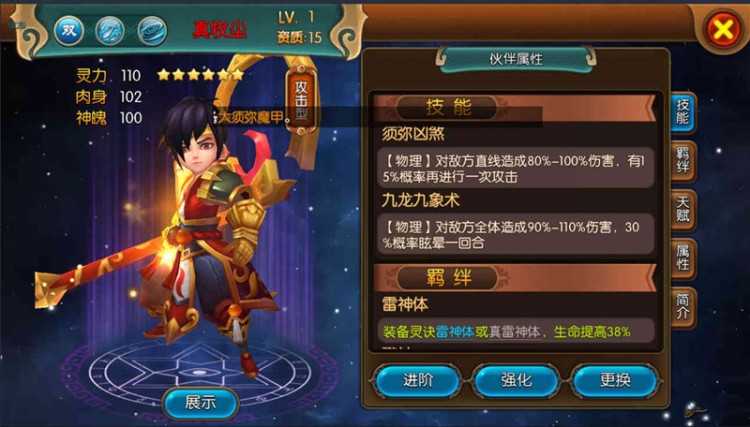 双
真牧尘
LV. 1
资质:15
灵力. 110
肉身 102
神魄 100
攻击型
大须弥魔甲。
伙伴属性
技能
须弥凶煞
【物理】对敌方直线造成80%-100%伤害, 有1
5%概率再进行一次攻击
九龙九象术
【物理】对敌方全体造成90%-110%伤害, 30
%概率眩晕一回合
羁绊
雷神体
装备灵诀雷神体或真雷神体, 生命提高38%
技能
羁绊
天赋
属性
简介
进阶
强化
更换
展示